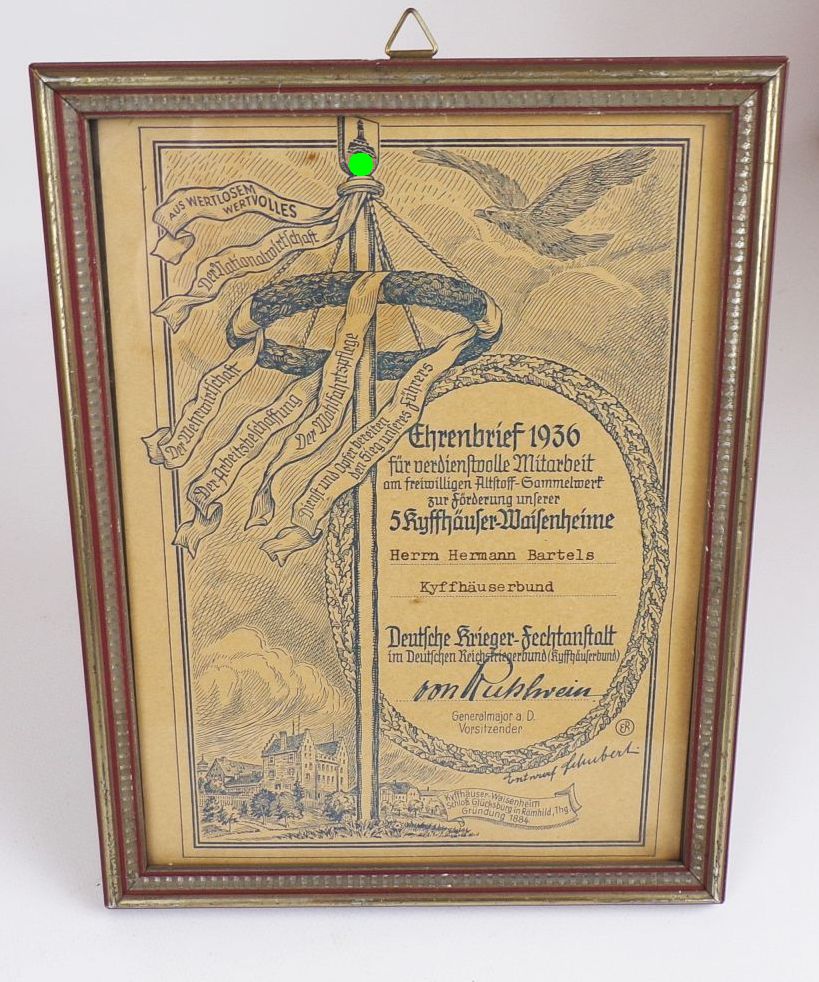 AUS WERTLOSEM
WERTVOLLES
Der Nationalwirtschaft
Der Wehrwirtschaft
Der Arbeitsbeschaffung
Der Wohlfahrtspflege
Dienst und Opfer bereiten
den Sieg unseres Führers
Ehrenbrief 1936
für verdienstvolle Mitarbeit
am freiwilligen Altstoff-Sammelwerk
zur Förderung unserer
5 Kyffhäuser-Waisenheime
Herrn Hermann Bartels
Kyffhäuserbund
Deutsche Krieger-Fechtanstalt
im Deutschen Reichskriegerbund (Kyffhäuserbund)
von
Generalmajor a. D.
Vorsitzender
Entwurf Schubert
Kyffhäuser-Waisenheim
Schloß Glücksburg in Römhild, Thg.
Gründung 1884